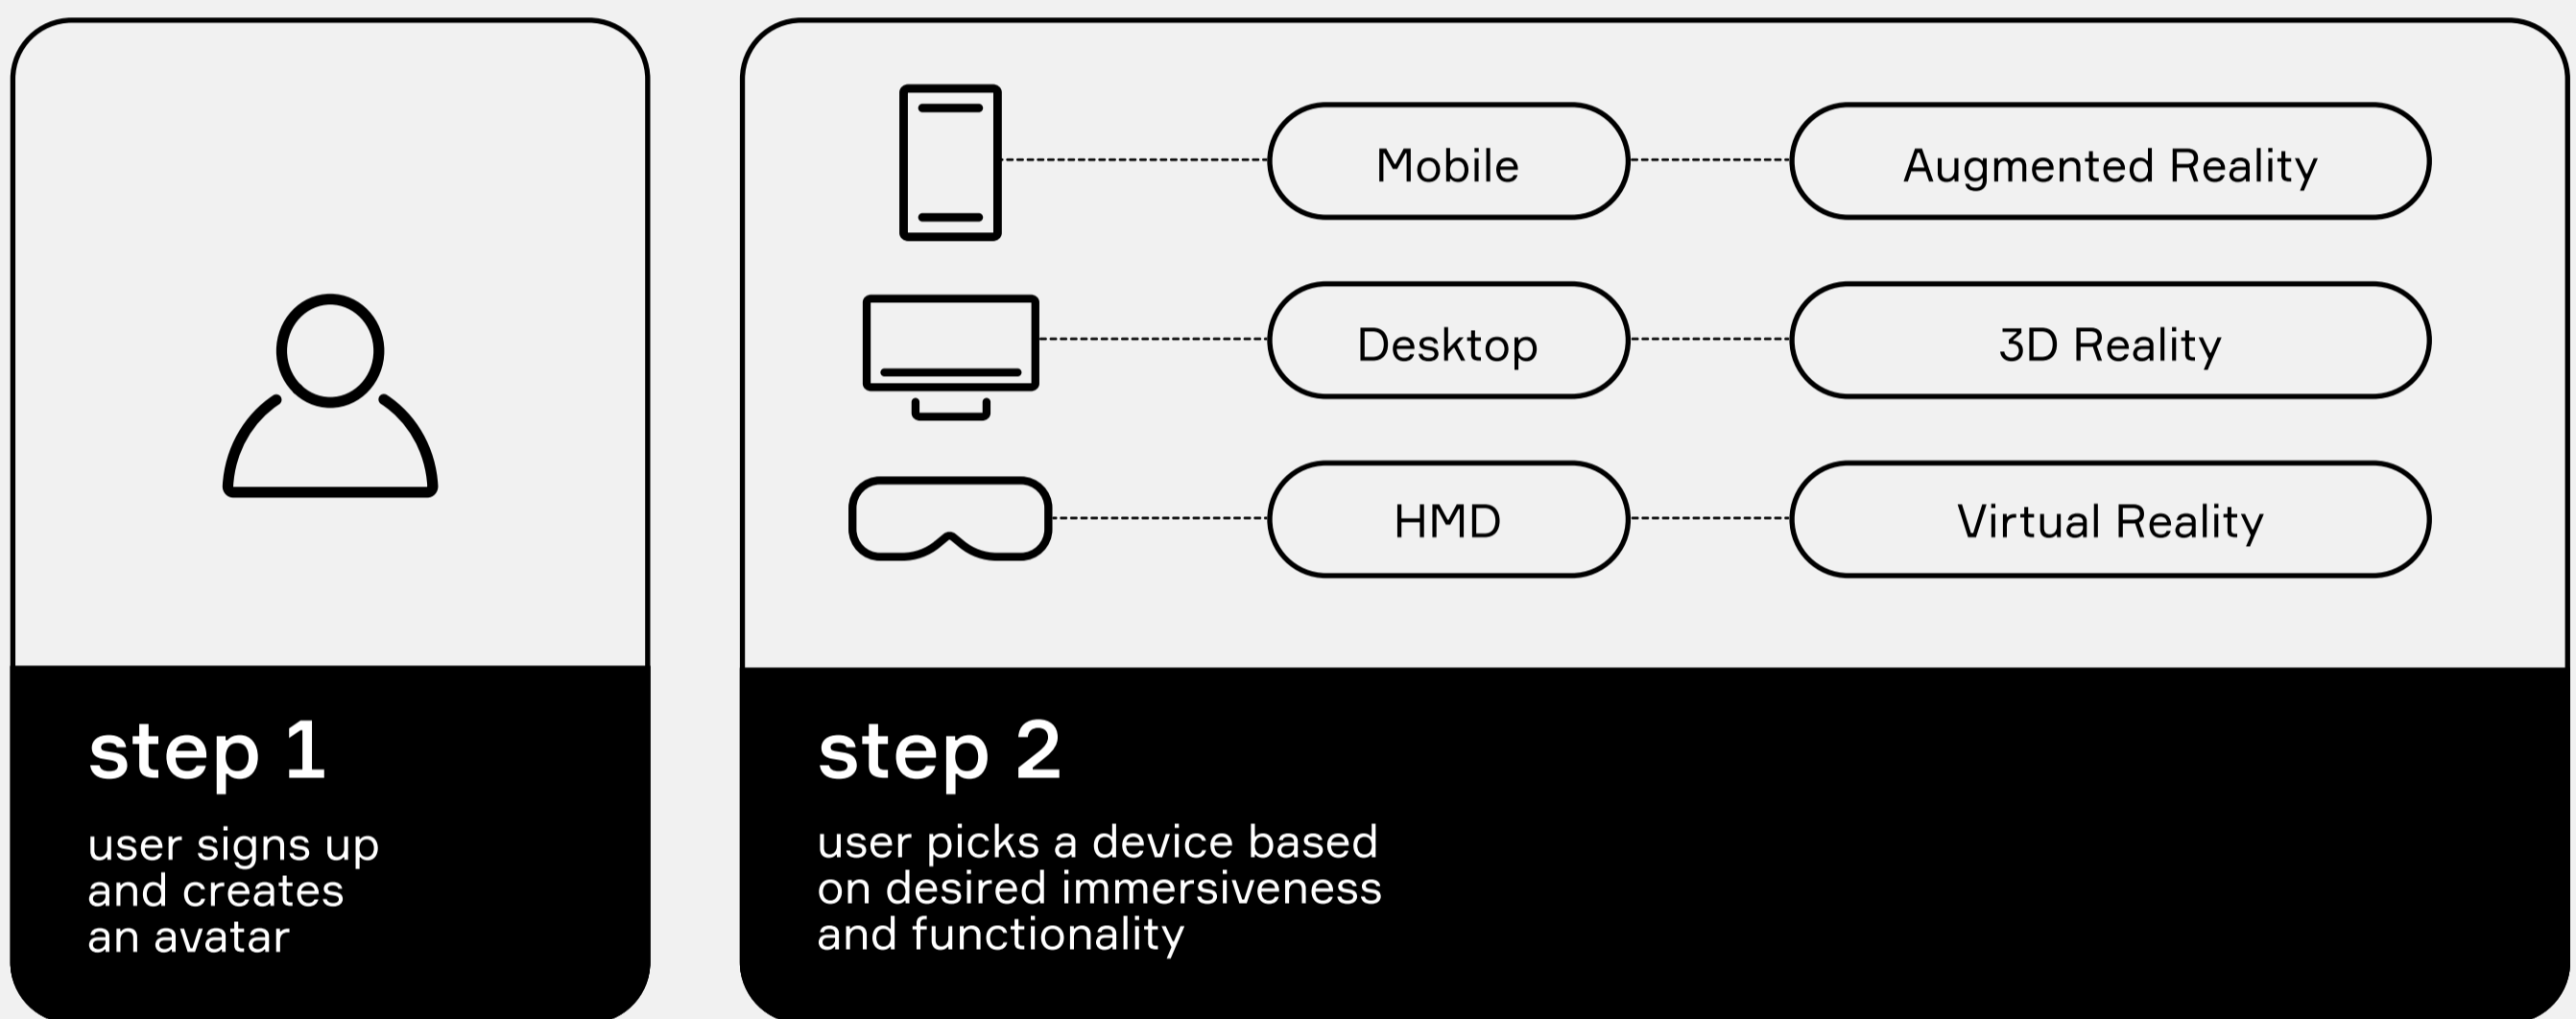 Mobile
Augmented Reality
Desktop
3D Reality
HMD
Virtual Reality
step 1
user signs up
and creates
an avatar
step 2
user picks a device based
on desired immersiveness
and functionality